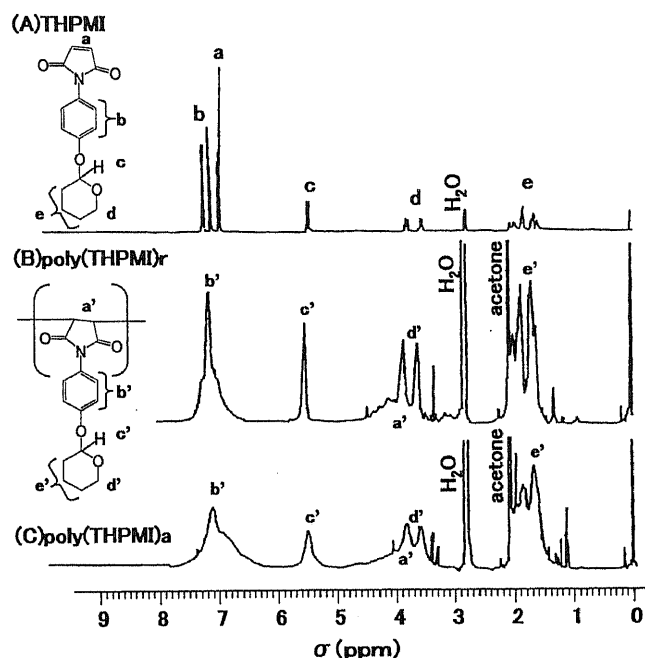 (A)THPMI
a
O
O
N
b
O
H
c
O
e
d
b
a
c
d
H₂O
e
(B)poly(THPMI)r
a'
O
O
N
b'
O
H
c'
O
e'
d'
b'
c'
d'
a'
H₂O
acetone
e'
(C)poly(THPMI)a
b'
c'
d'
a'
H₂O
acetone
e'
9 8 7 6 5 4 3 2 1 0
σ (ppm)